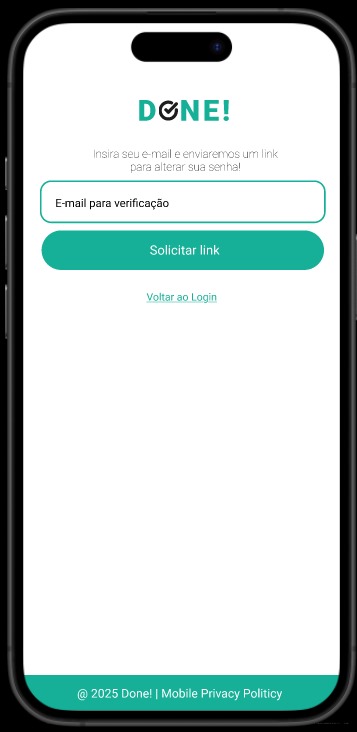 DONE!
Insira seu e-mail e enviaremos um link
para alterar sua senha!
E-mail para verificação
Solicitar link
Voltar ao Login
@ 2025 Done! | Mobile Privacy Politicy